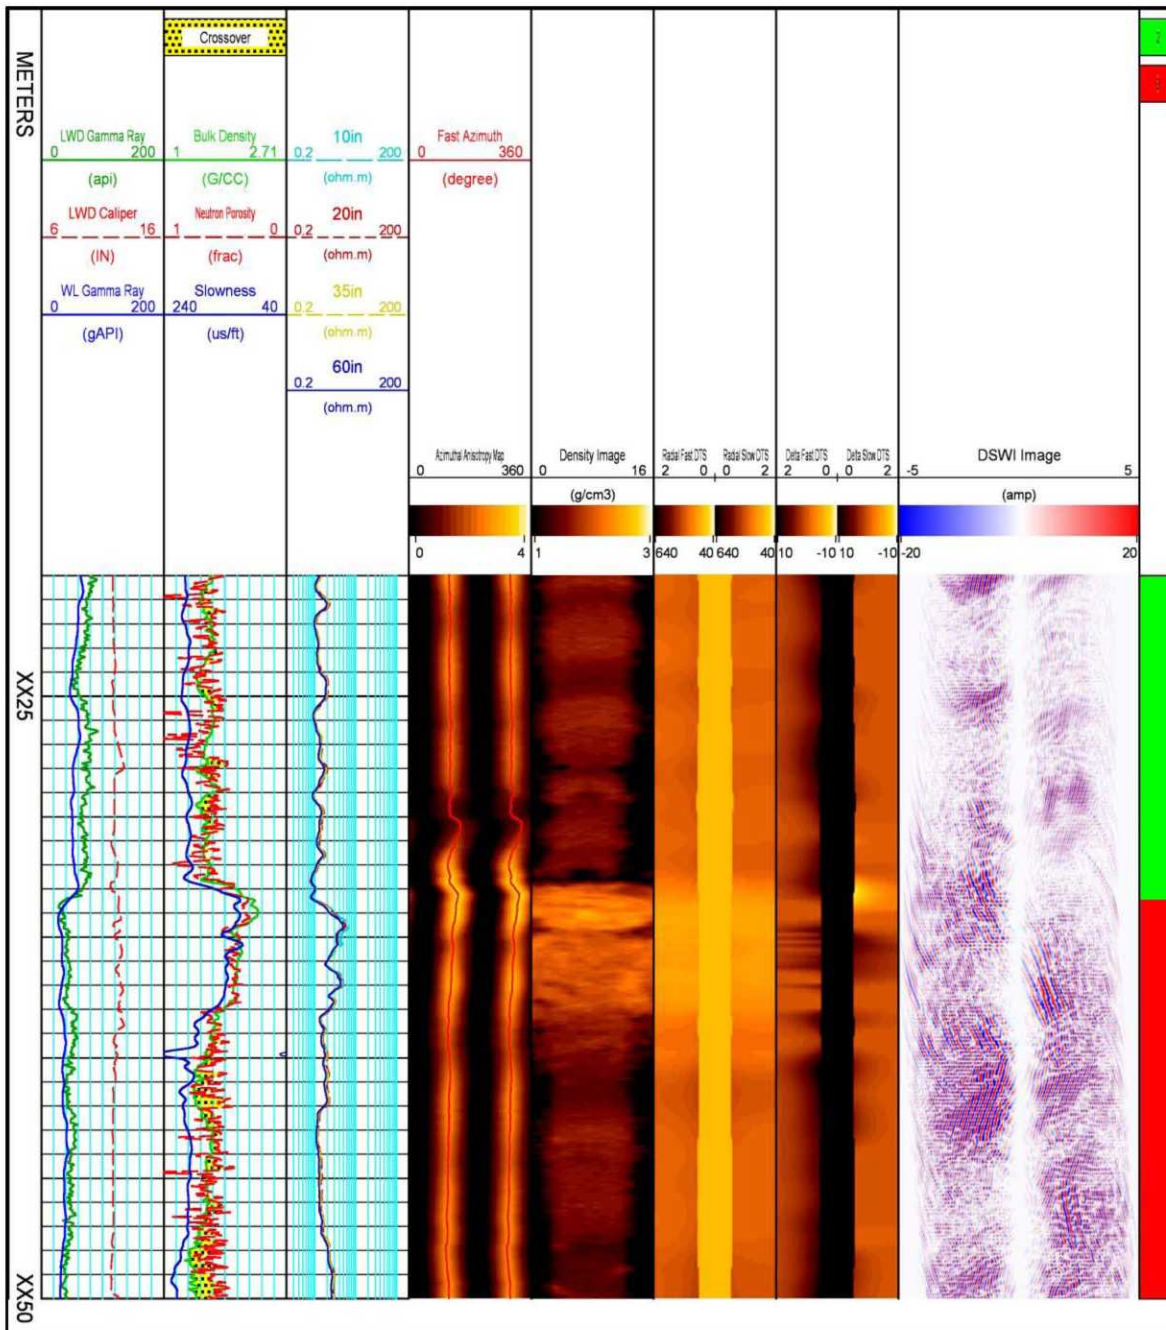 Crossover
METERS
LWD Gamma Ray
0 200
(api)
LWD Caliper
6 16
(IN)
WL Gamma Ray
0 200
(gAPI)
Bulk Density
1 2.71
(G/CC)
Neutron Porosity
1 0
(frac)
Slowness
240 40
(us/ft)
10in
0.2 200
(ohm.m)
20in
0.2 200
(ohm.m)
35in
0.2 200
(ohm.m)
60in
0.2 200
(ohm.m)
Fast Azimuth
0 360
(degree)
Azimuthal Anisotropy Map
0 360
0 4
Density Image
0 16
(g/cm3)
1 3
Radial Fast DTS
2 0
640 40
Radial Slow DTS
0 2
640 40
Delta Fast DTS
2 0
10 -10
Delta Slow DTS
0 2
10 -10
DSWI Image
-5 5
(amp)
-20 20
XX25
XX50